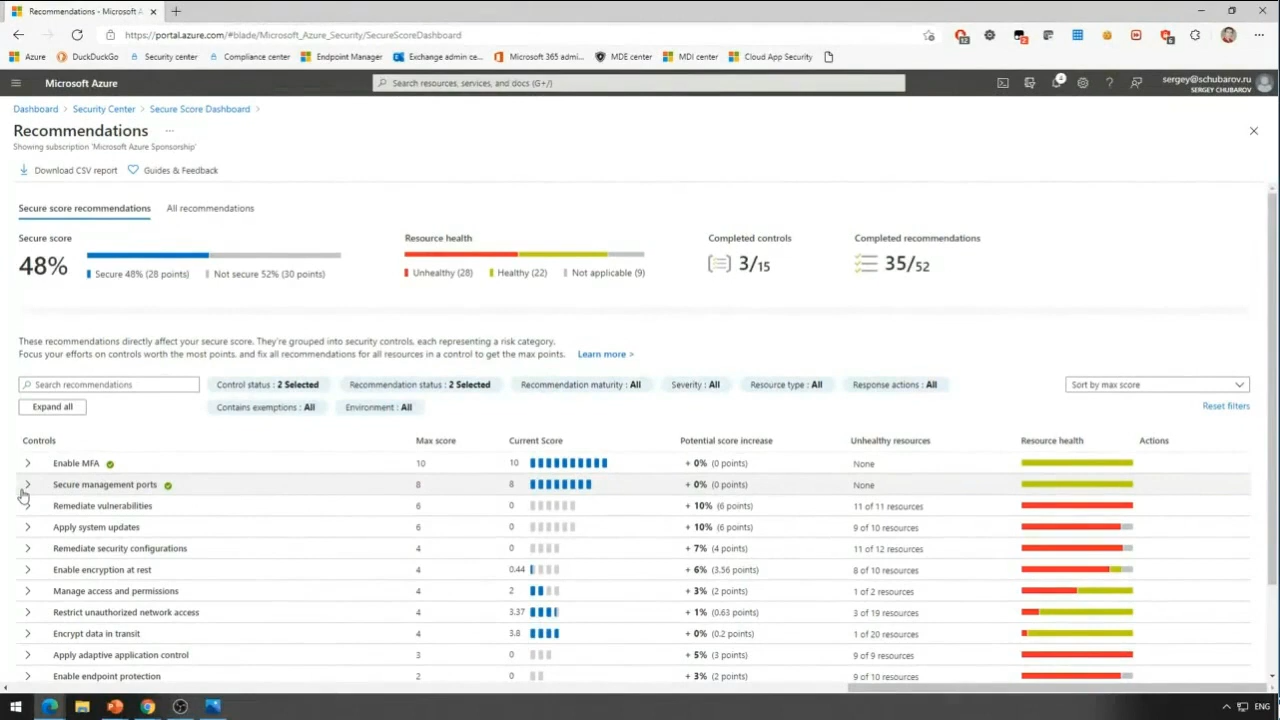 Recommendations - Microsoft A
https://portal.azure.com/#blade/Microsoft_Azure_Security/SecureScoreDashboard
Azure DuckDuckGo Security center Compliance center Endpoint Manager Exchange admin ce... Microsoft 365 admi... MDE center MDI center Cloud App Security
Microsoft Azure
Search resources, services, and docs (G+/)
sergey@schubarov.ru
SERGEY CHUBAROV
Dashboard > Security Center > Secure Score Dashboard >
Recommendations ...
Showing subscription 'Microsoft Azure Sponsorship'
Download CSV report Guides & Feedback
Secure score recommendations All recommendations
Secure score Resource health Completed controls Completed recommendations
48% 3/15 35/52
Secure 48% (28 points) Not secure 52% (30 points) Unhealthy (28) Healthy (22) Not applicable (9)
These recommendations directly affect your secure score. They're grouped into security controls, each representing a risk category.
Focus your efforts on controls worth the most points, and fix all recommendations for all resources in a control to get the max points. Learn more >
Search recommendations Control status : 2 Selected Recommendation status : 2 Selected Recommendation maturity : All Severity : All Resource type : All Response actions : All Sort by max score
Expand all Contains exemptions : All Environment : All Reset filters
Controls Max score Current Score Potential score increase Unhealthy resources Resource health Actions
Enable MFA 10 10 + 0% (0 points) None
Secure management ports 8 8 + 0% (0 points) None
Remediate vulnerabilities 6 0 + 10% (6 points) 11 of 11 resources
Apply system updates 6 0 + 10% (6 points) 9 of 10 resources
Remediate security configurations 4 0 + 7% (4 points) 11 of 12 resources
Enable encryption at rest 4 0.44 + 6% (3.56 points) 8 of 10 resources
Manage access and permissions 4 2 + 3% (2 points) 1 of 2 resources
Restrict unauthorized network access 4 3.37 + 1% (0.63 points) 3 of 19 resources
Encrypt data in transit 4 3.8 + 0% (0.2 points) 1 of 20 resources
Apply adaptive application control 3 0 + 5% (3 points) 9 of 9 resources
Enable endpoint protection 2 0 + 3% (2 points) 9 of 10 resources
ENG